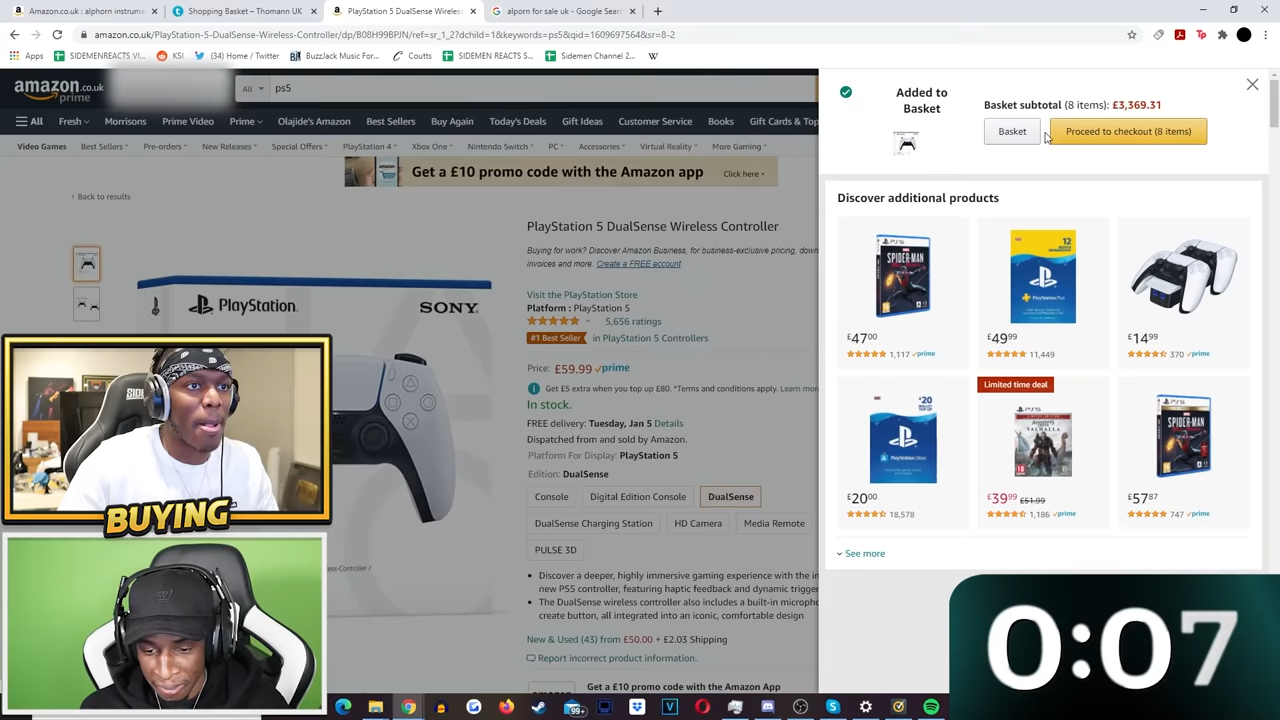 Amazon.co.uk : alphorn instrum
Shopping Basket – Thomann UK
PlayStation 5 DualSense Wireless
alporn for sale uk - Google Searc
amazon.co.uk/PlayStation-5-DualSense-Wireless-Controller/dp/B08H99BPJN/ref=sr_1_2?dchild=1&keywords=ps5&qid=1609697564&sr=8-2
Apps
SIDEMENREACTS VI...
KSI
(34) Home / Twitter
BuzzJack Music For...
Coutts
SIDEMEN REACTS S...
Sidemen Channel 2...
amazon.co.uk
prime
All
ps5
All
Fresh
Morrisons
Prime Video
Prime
Olajide's Amazon
Best Sellers
Buy Again
Today's Deals
Gift Ideas
Customer Service
Books
Gift Cards & Top
Video Games
Best Sellers
Pre-orders
New Releases
Special Offers
PlayStation 4
Xbox One
Nintendo Switch
PC
Accessories
Virtual Reality
More Gaming
Get a £10 promo code with the Amazon app
Click here ›
‹ Back to results
PlayStation
SONY
PlayStation 5 DualSense Wireless Controller
Buying for work? Discover Amazon Business, for business-exclusive pricing, down
invoices and more. Create a FREE account
Visit the PlayStation Store
Platform : PlayStation 5
5,656 ratings
#1 Best Seller in PlayStation 5 Controllers
Price: £59.99 prime
Get £5 extra when you top up £80. *Terms and conditions apply. Learn more
In stock.
FREE delivery: Tuesday, Jan 5 Details
Dispatched from and sold by Amazon.
Platform For Display: PlayStation 5
Edition: DualSense
Console
Digital Edition Console
DualSense
DualSense Charging Station
HD Camera
Media Remote
PULSE 3D
• Discover a deeper, highly immersive gaming experience with the in
new PS5 controller, featuring haptic feedback and dynamic trigger
• The DualSense wireless controller also includes a built-in micropho
create button, all integrated into an iconic, comfortable design
New & Used (43) from £50.00 + £2.03 Shipping
Report incorrect product information.
Get a £10 promo code with the Amazon App
Added to
Basket
Basket subtotal (8 items): £3,369.31
Basket
Proceed to checkout (8 items)
Discover additional products
£4700
1,117 prime
£4999
11,449
£1499
370 prime
Limited time deal
£2000
18,578
£3999 £51.99
1,186 prime
£5787
747 prime
See more
BUYING
0:07
99+